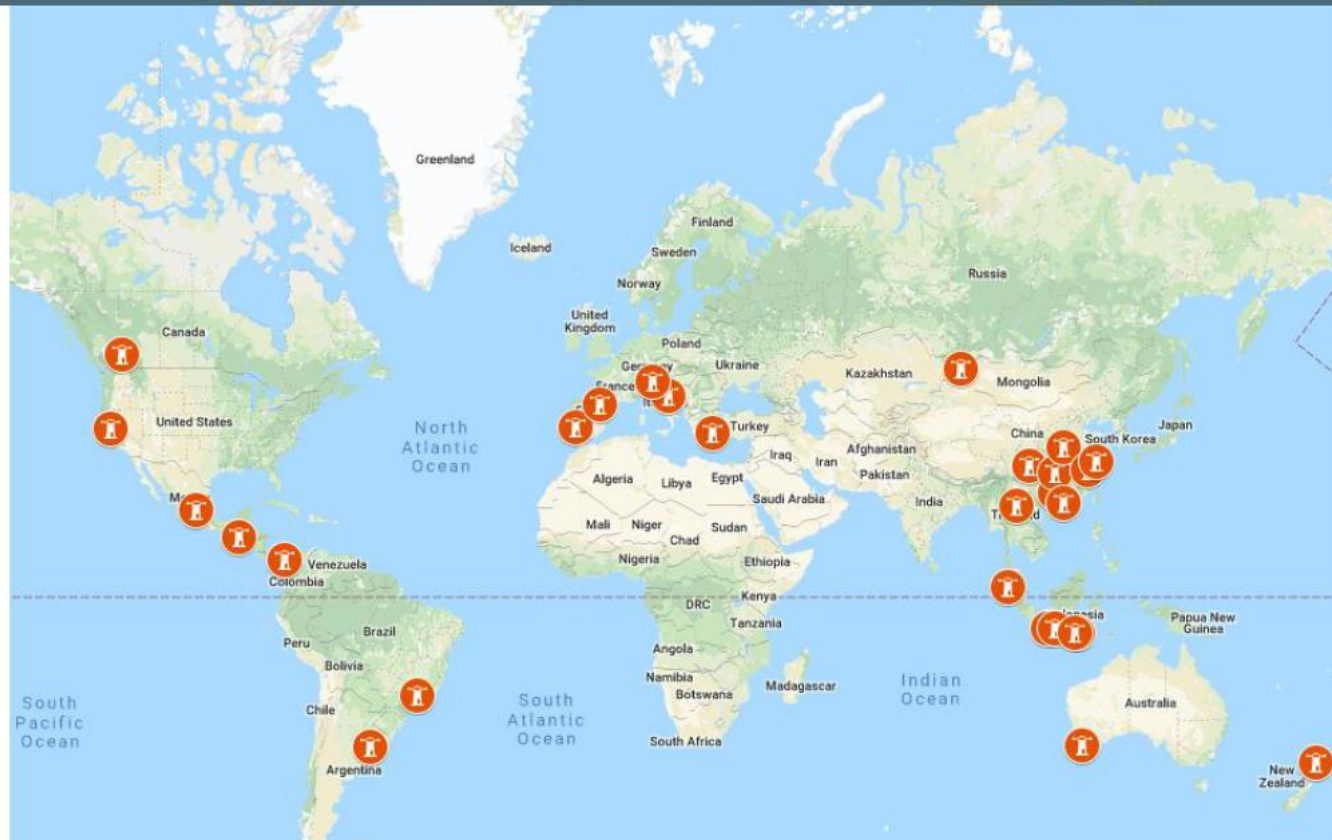 Greenland
Iceland
Finland
Sweden
Norway
Russia
United
Kingdom
Canada
Poland
Ukraine
France
Kazakhstan
Mongolia
United States
North
Atlantic
Ocean
Turkey
China
South Korea
Japan
Iraq
Iran
Afghanistan
Pakistan
Algeria
Libya
Egypt
Saudi Arabia
India
Mali
Niger
Chad
Sudan
Nigeria
Ethiopia
Venezuela
Colombia
DRC
Kenya
Tanzania
Papua New
Guinea
Peru
Brazil
Bolivia
Angola
Namibia
Botswana
Madagascar
Indian
Ocean
South
Pacific
Ocean
Chile
South
Atlantic
Ocean
Australia
South Africa
Argentina
New
Zealand